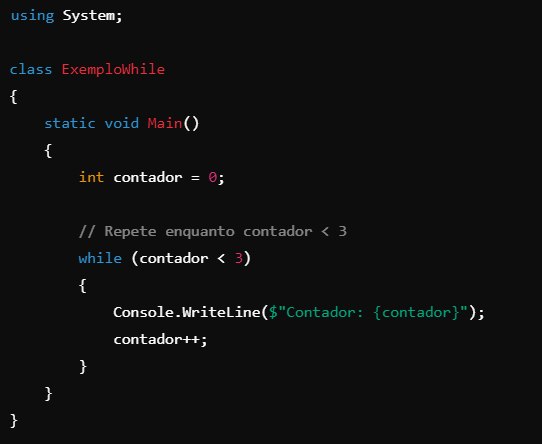 using System;

class ExemploWhile
{
    static void Main()
    {
        int contador = 0;

        // Repete enquanto contador < 3
        while (contador < 3)
        {
            Console.WriteLine($"Contador: {contador}");
            contador++;
        }
    }
}